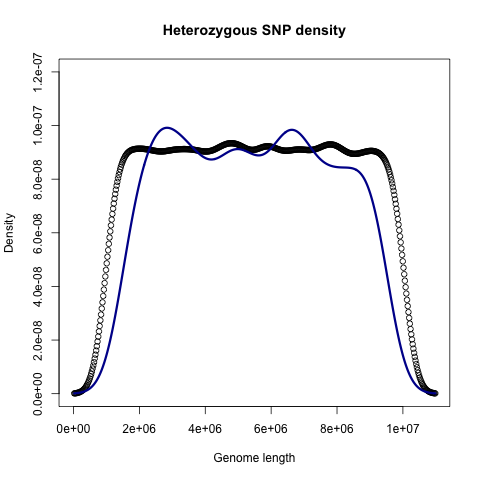 Heterozygous SNP density
Density
1.2e-07
1.0e-07
8.0e-08
6.0e-08
4.0e-08
2.0e-08
0.0e+00
0e+00 2e+06 4e+06 6e+06 8e+06 1e+07
Genome length